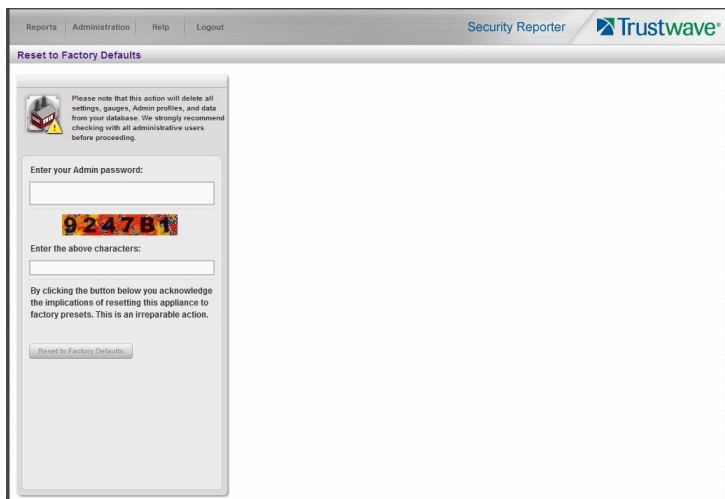 Reports Administration Help Logout
Security Reporter
Trustwave®
Reset to Factory Defaults
Please note that this action will delete all
settings, gauges, Admin profiles, and data
from your database. We strongly recommend
checking with all administrative users
before proceeding.
Enter your Admin password:
9247B1
Enter the above characters:
By clicking the button below you acknowledge
the implications of resetting this appliance to
factory presets. This is an irreparable action.
Reset to Factory Defaults